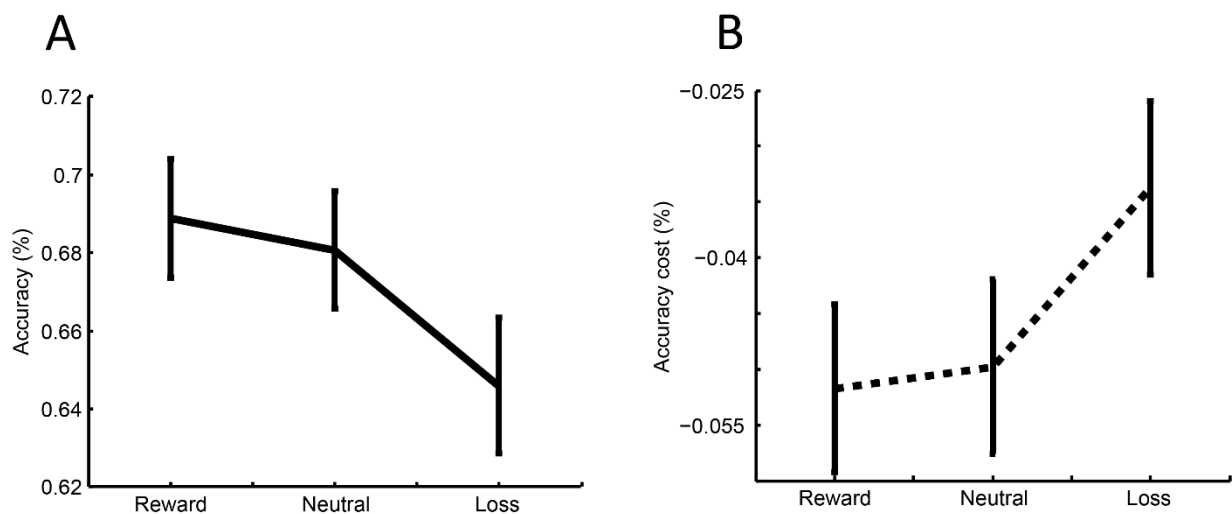 A
Accuracy (%)
0.72
0.7
0.68
0.66
0.64
0.62
Reward Neutral Loss
B
Accuracy cost (%)
−0.025
−0.04
−0.055
Reward Neutral Loss